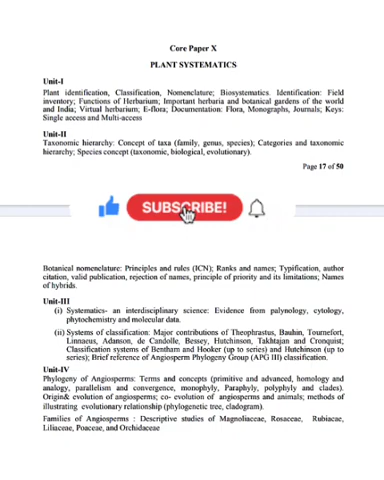 Core Paper X
PLANT SYSTEMATICS
Unit-I
Plant identification, Classification, Nomenclature; Biosystematics. Identification: Field
inventory; Functions of Herbarium; Important herbaria and botanical gardens of the world
and India; Virtual herbarium; E-flora; Documentation: Flora, Monographs, Journals; Keys:
Single access and Multi-access
Unit-II
Taxonomic hierarchy: Concept of taxa (family, genus, species); Categories and taxonomic
hierarchy; Species concept (taxonomic, biological, evolutionary).
Page 17 of 50
SUBSCRIBE!
Botanical nomenclature: Principles and rules (ICN); Ranks and names; Typification, author
citation, valid publication, rejection of names, principle of priority and its limitations; Names
of hybrids.
Unit-III
(i) Systematics- an interdisciplinary science: Evidence from palynology, cytology,
phytochemistry and molecular data.
(ii) Systems of classification: Major contributions of Theophrastus, Bauhin, Tournefort,
Linnaeus, Adanson, de Candolle, Bessey, Hutchinson, Takhtajan and Cronquist;
Classification systems of Bentham and Hooker (up to series) and Hutchinson (up to
series); Brief reference of Angiosperm Phylogeny Group (APG III) classification.
Unit-IV
Phylogeny of Angiosperms: Terms and concepts (primitive and advanced, homology and
analogy, parallelism and convergence, monophyly, Paraphyly, polyphyly and clades).
Origin& evolution of angiosperms; co- evolution of angiosperms and animals; methods of
illustrating evolutionary relationship (phylogenetic tree, cladogram).
Families of Angiosperms : Descriptive studies of Magnoliaceae, Rosaceae, Rubiacae,
Liliaceae, Poaceae, and Orchidaceae